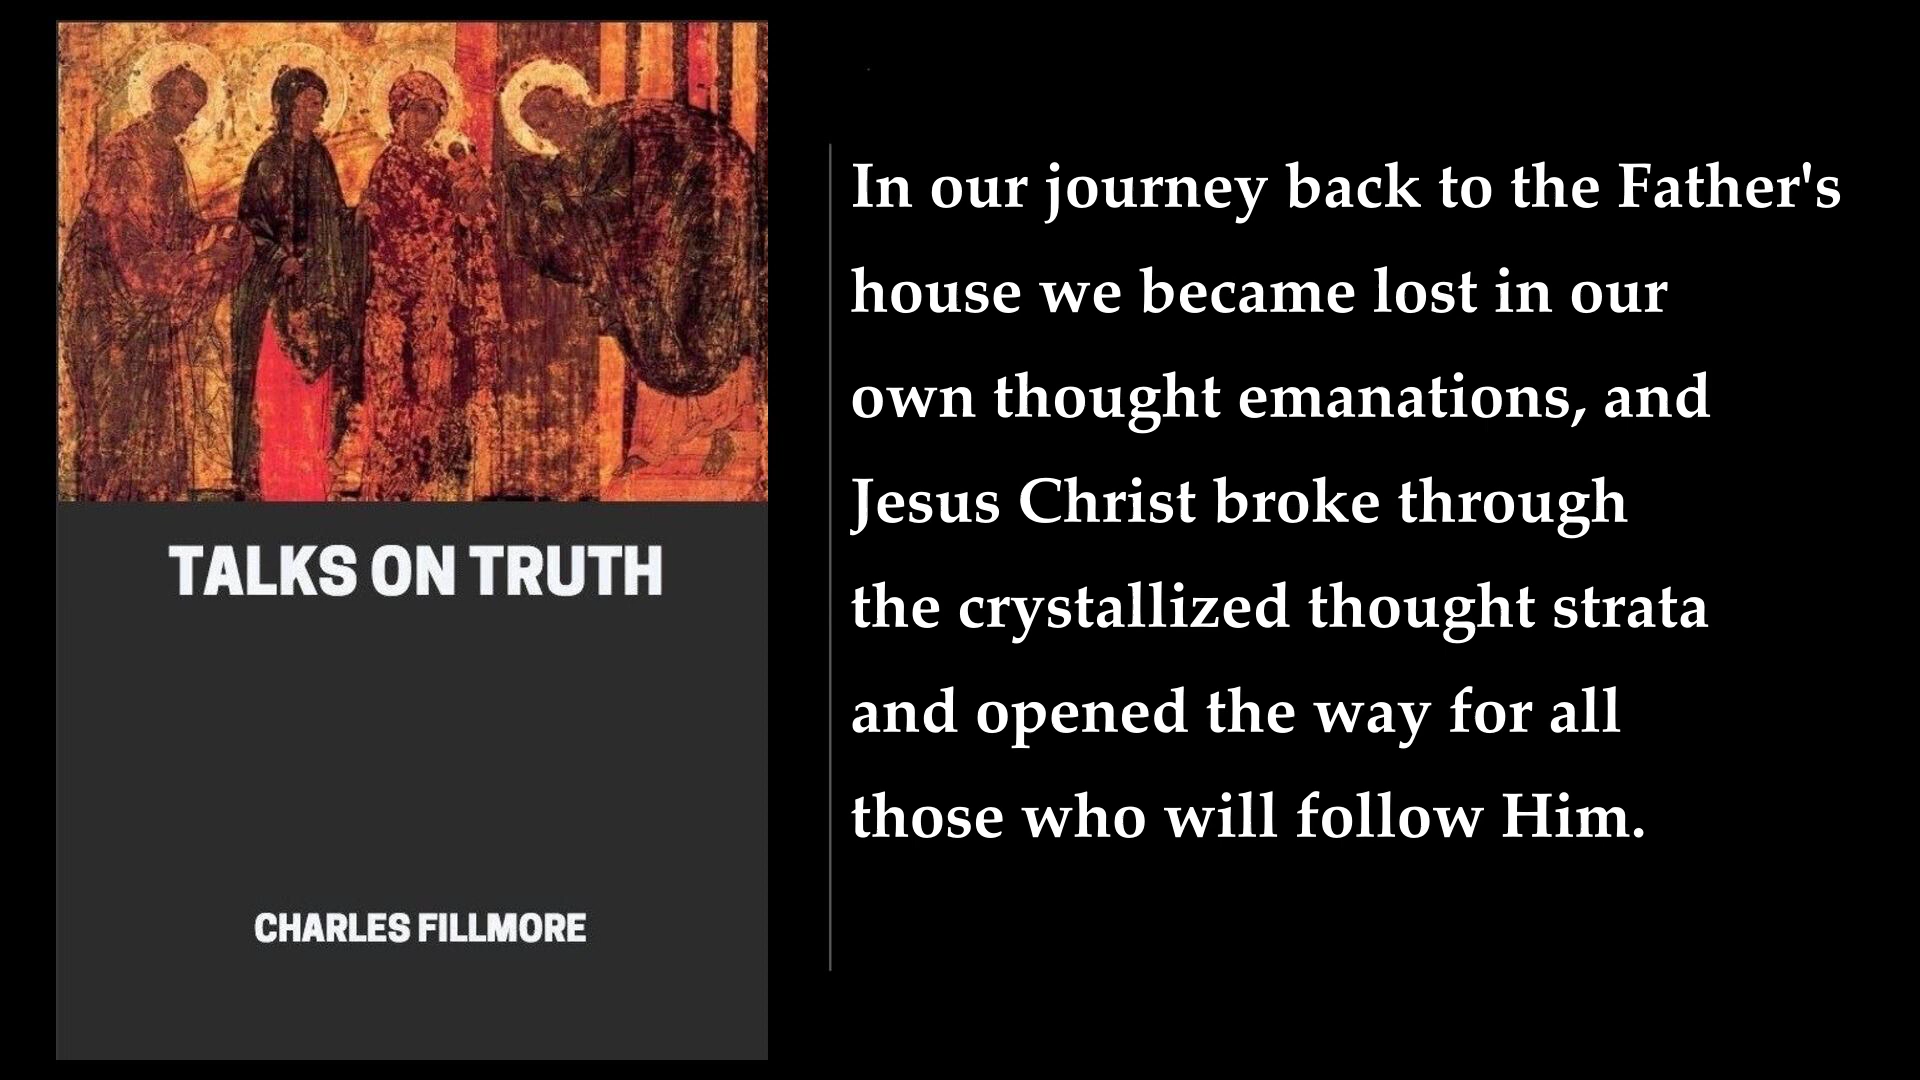 TALKS ON TRUTH
CHARLES FILLMORE
In our journey back to the Father's
house we became lost in our
own thought emanations, and
Jesus Christ broke through
the crystallized thought strata
and opened the way for all
those who will follow Him.